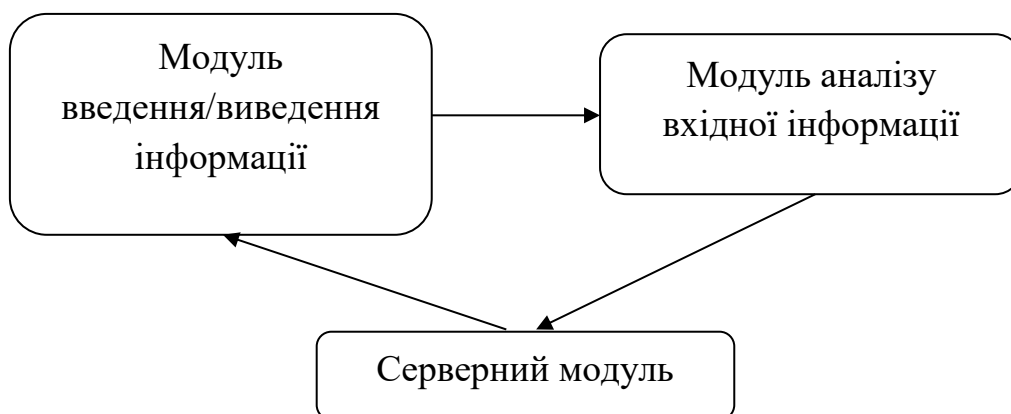 Модуль
введення/виведення
інформації
Модуль аналізу
вхідної інформації
Серверний модуль